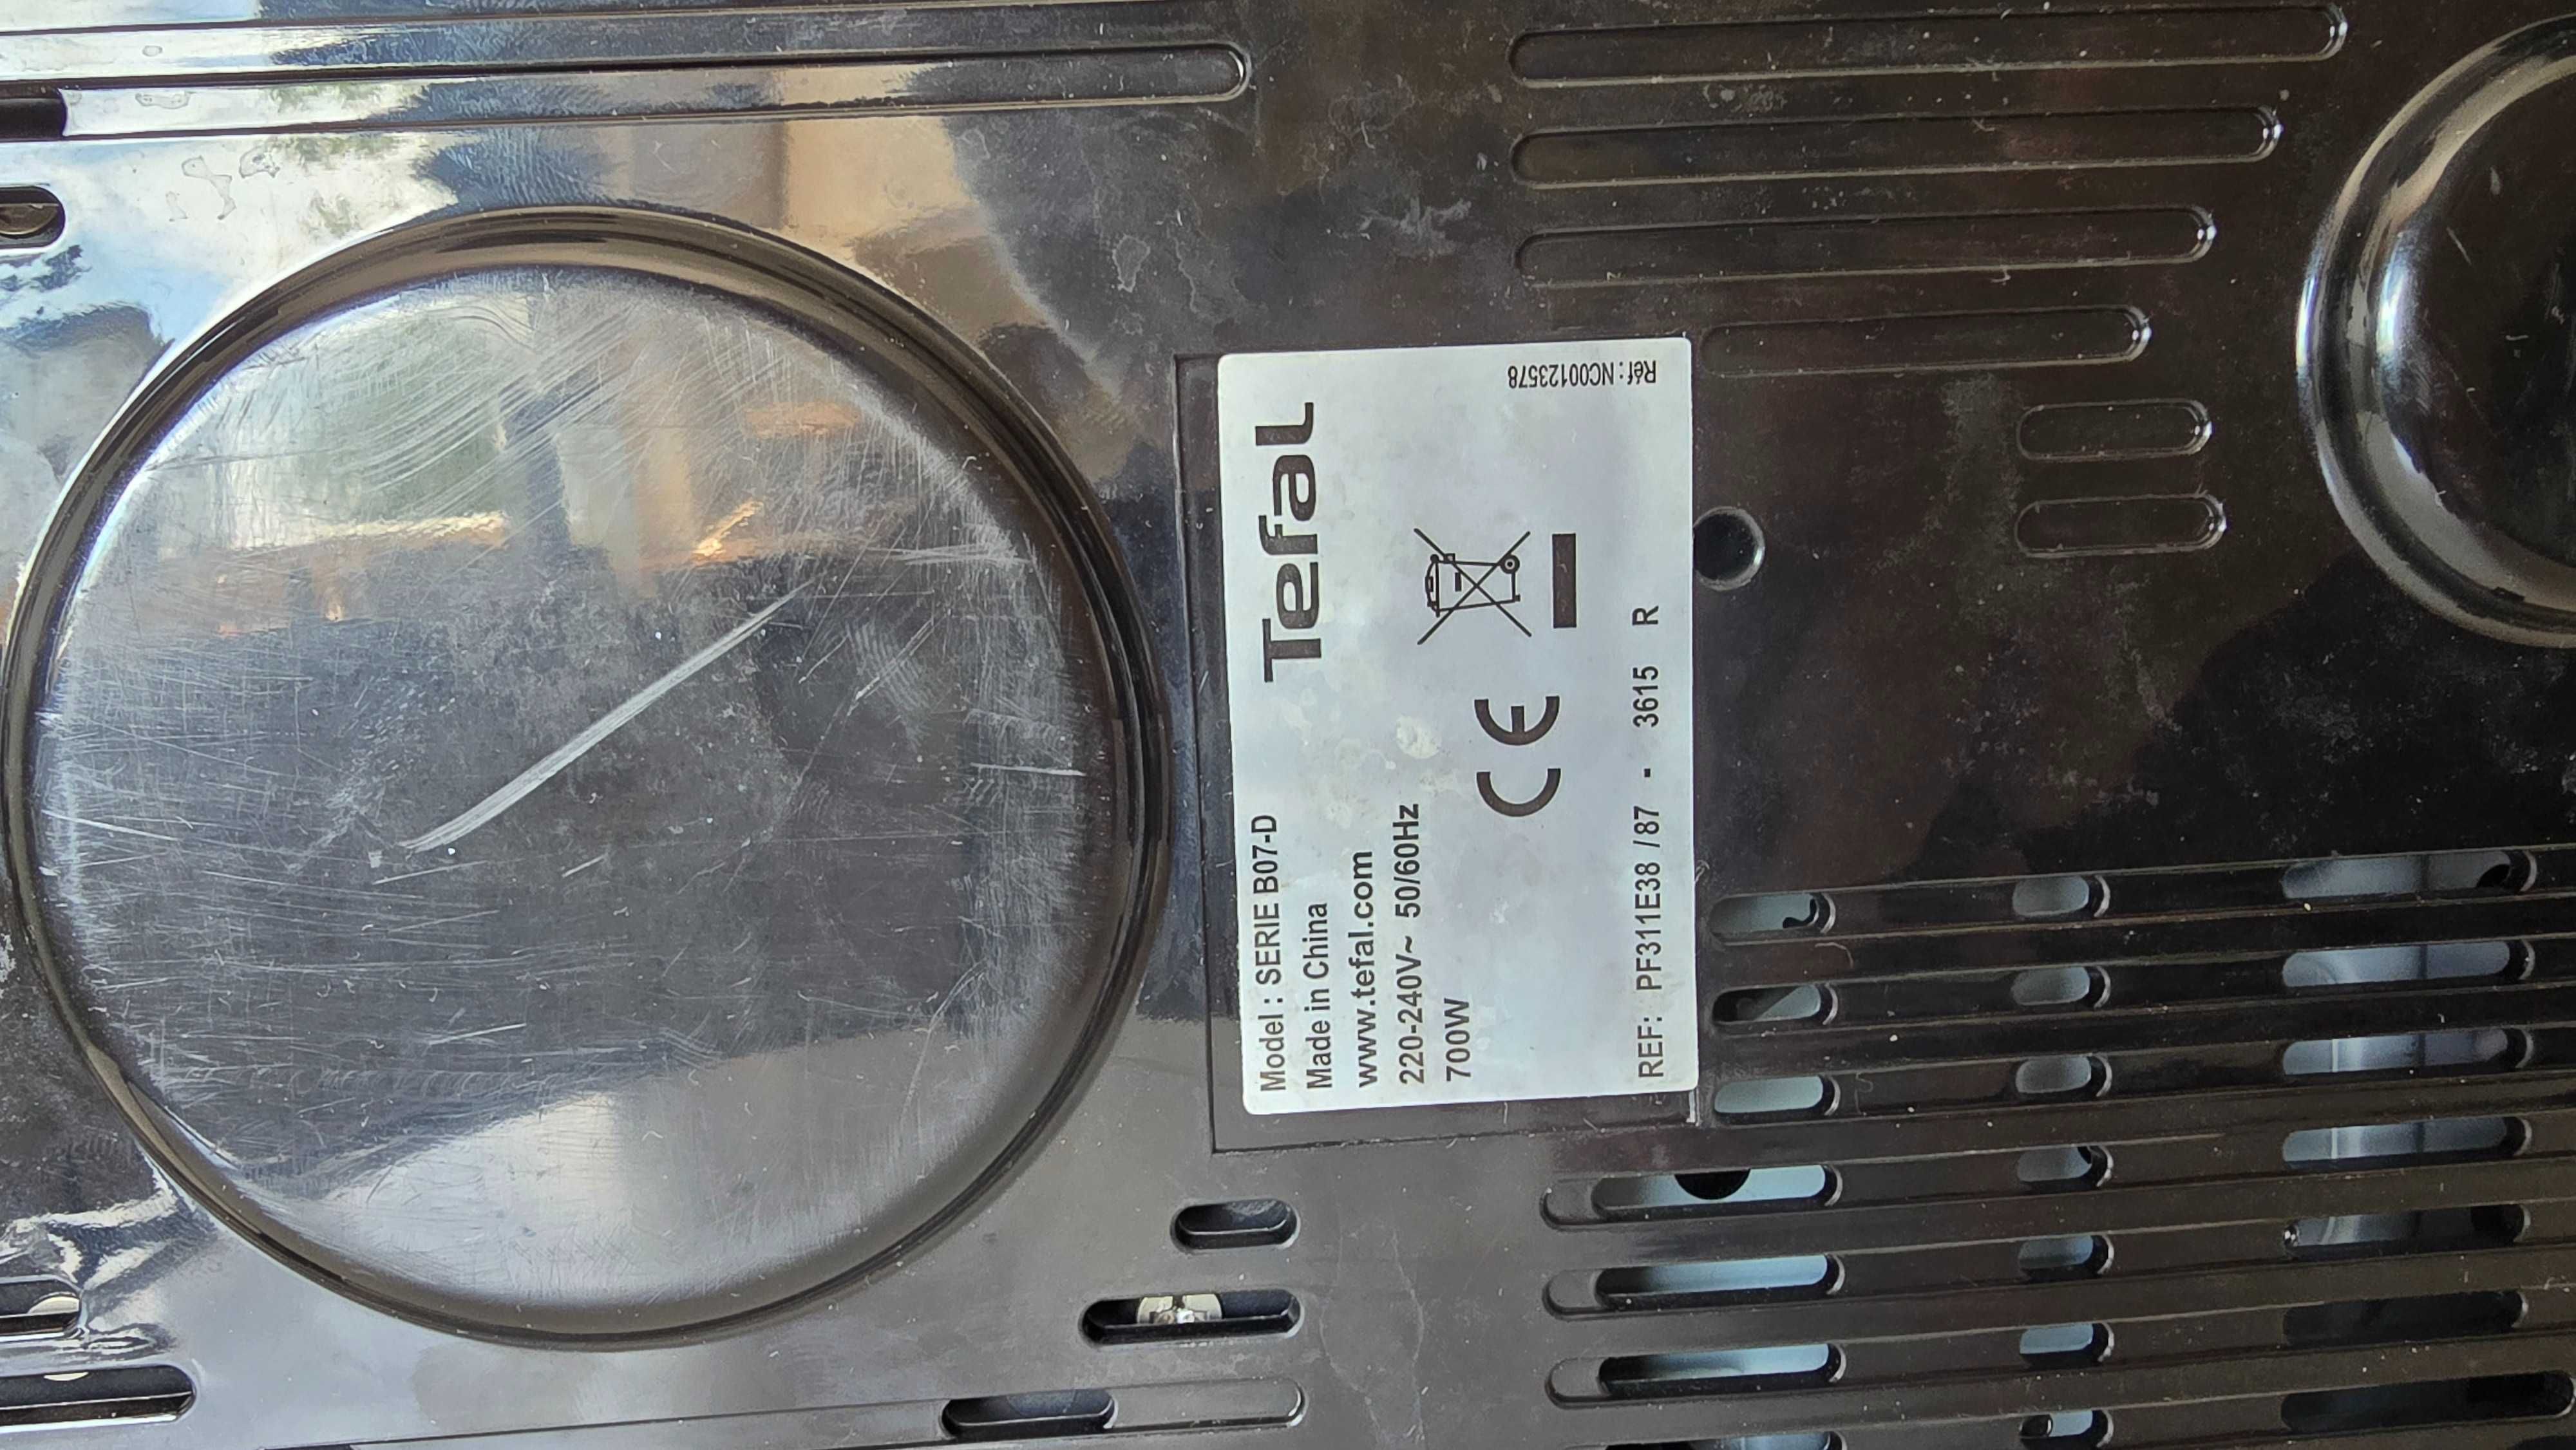 Model : SERIE B07-D
Tefal
Made in China
www.tefal.com
220-240V~ 50/60Hz
700W
CE
REF: PF311E38 /87 - 3615 R
Réf : NC00123578